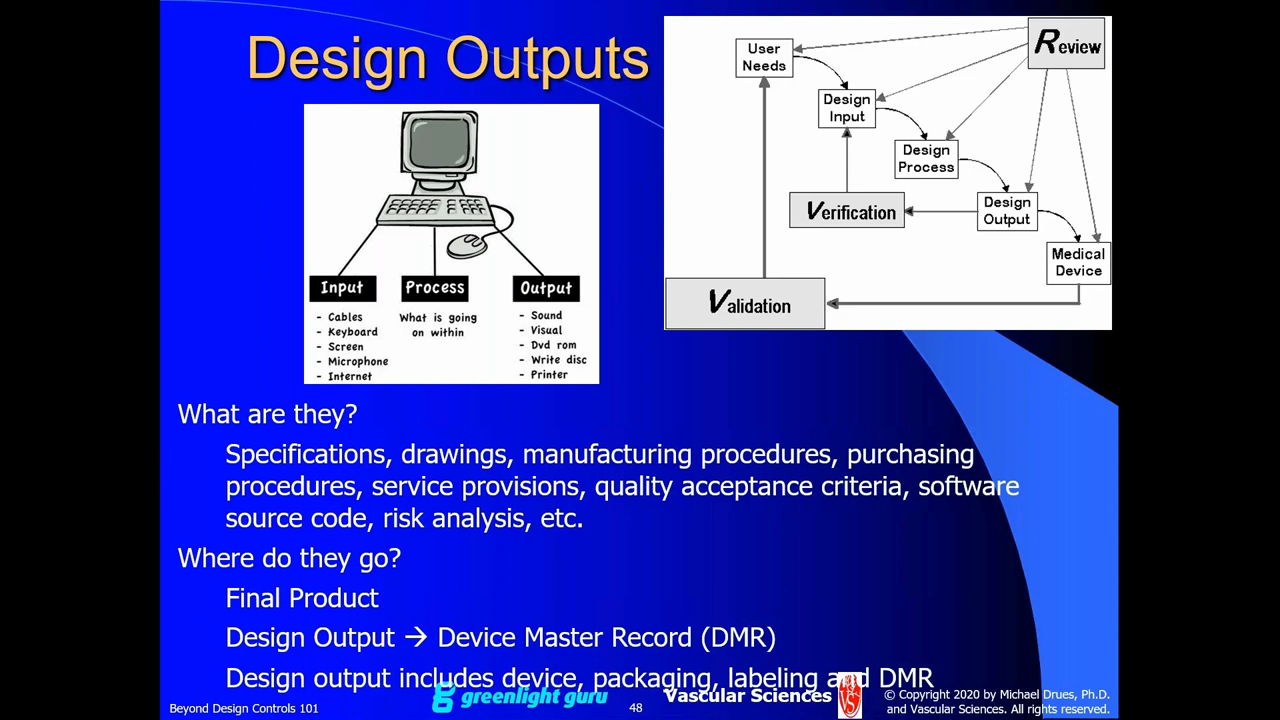 Design Outputs
Input
- Cables
- Keyboard
- Screen
- Microphone
- Internet
Process
What is going
on within
Output
- Sound
- Visual
- Dvd rom
- Write disc
- Printer
Review
User
Needs
Design
Input
Design
Process
Verification
Design
Output
Medical
Device
Validation
What are they?
Specifications, drawings, manufacturing procedures, purchasing
procedures, service provisions, quality acceptance criteria, software
source code, risk analysis, etc.
Where do they go?
Final Product
Design Output → Device Master Record (DMR)
Design output includes device, packaging, labeling and DMR
Beyond Design Controls 101
greenlight guru
48
Vascular Sciences
VS
© Copyright 2020 by Michael Drues, Ph.D.
and Vascular Sciences. All rights reserved.